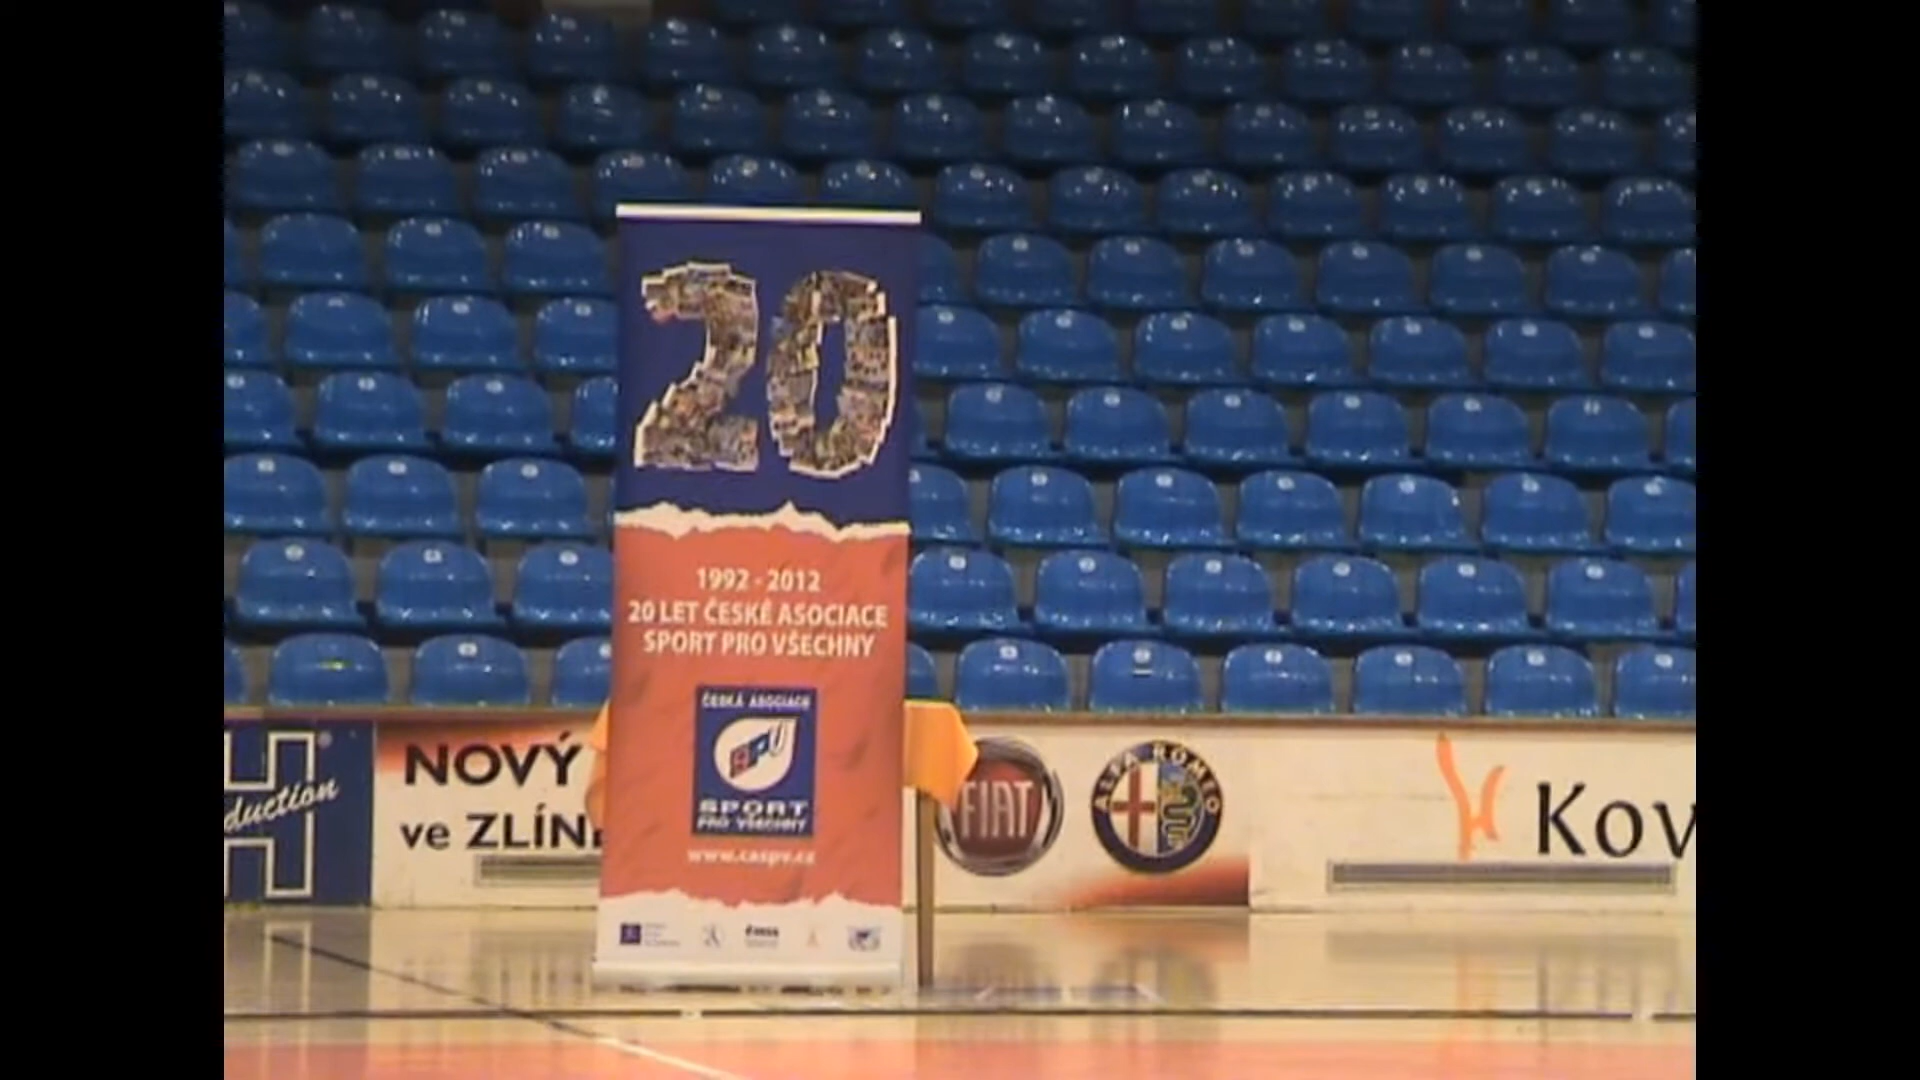 20
1992 - 2012
20 LET ČESKÉ ASOCIACE
SPORT PRO VŠECHNY
ČESKÁ ASOCIACE
SPORT
PRO VŠECHNY
www.caspv.cz
H
duction
NOVÝ
ve ZLÍN
FIAT
ALFA ROMEO
Kov